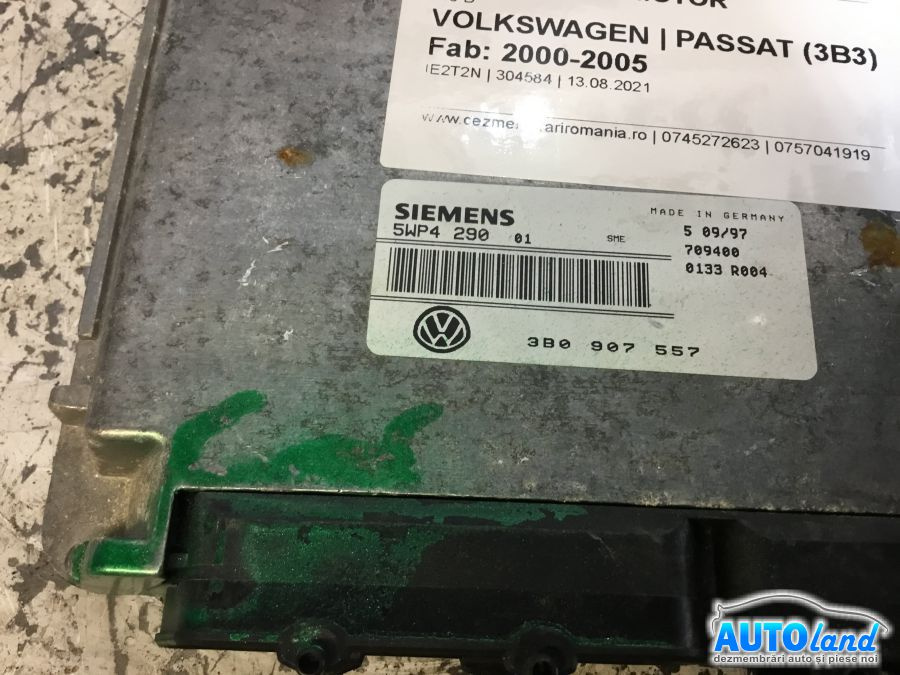 VOLKSWAGEN | PASSAT (3B3)
Fab: 2000-2005
IE2T2N | 304584 | 13.08.2021
| 0745272623 | 0757041919
SIEMENS
MADE IN GERMANY
5WP4 290 01 SME 5 09/97
709400
0133 R004
VW
3B0 907 557
AUTOland
dezmembrări auto și piese noi